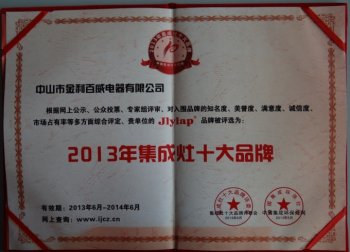 中山市金利百威电器有限公司
根据网上公示、公众投票、专家组评审、对入围品牌的知名度、美誉度、满意度、诚信度、
市场占有率等多方面综合评定、贵单位的 Jlyinp 品牌被评选为：
2013年集成灶十大品牌
有效期：2013年6月-2014年6月
网上查询：www.ijcz.cn